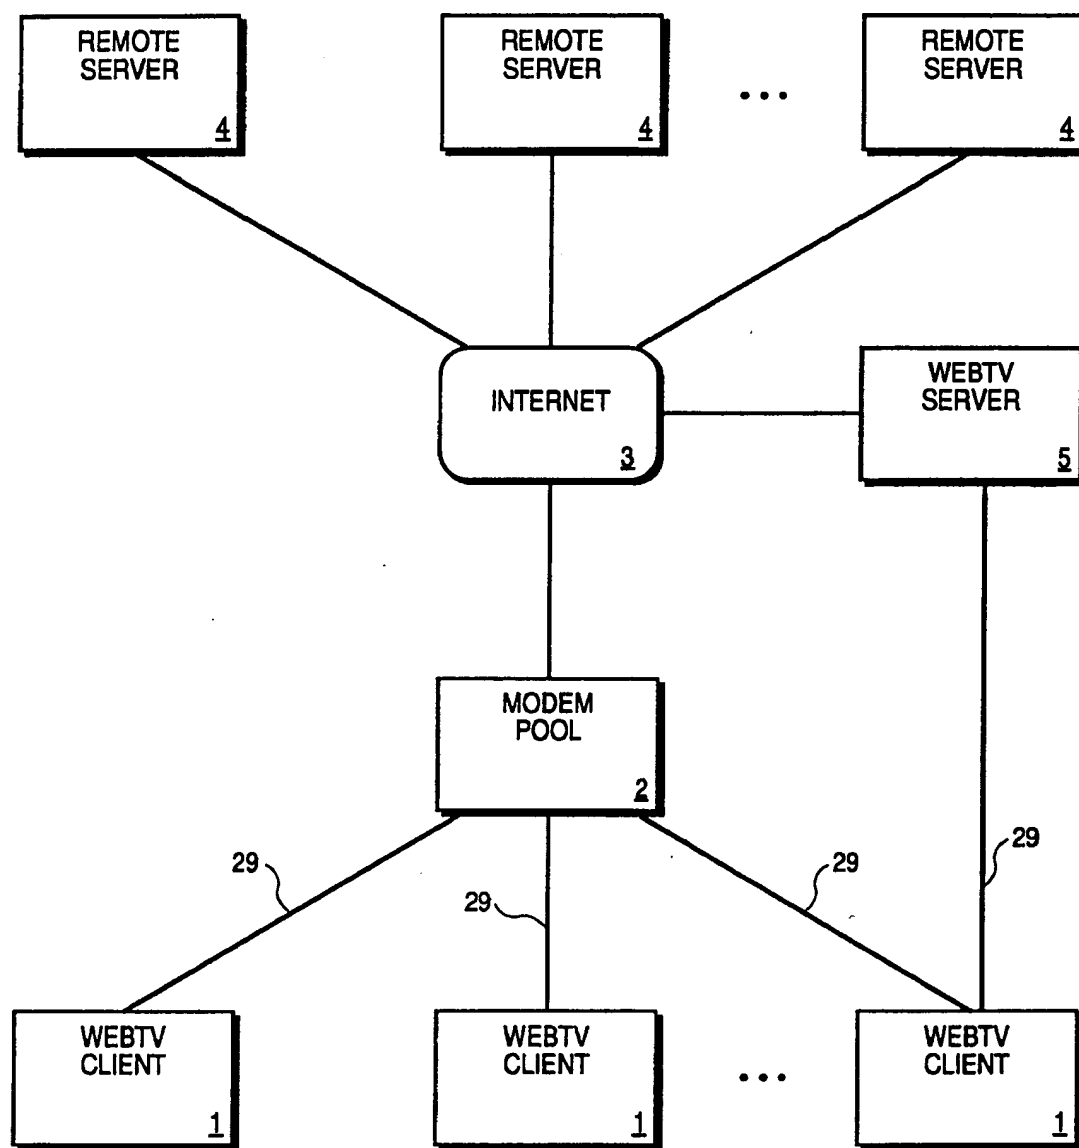 REMOTE
SERVER
4
REMOTE
SERVER
4
...
REMOTE
SERVER
4
INTERNET
3
WEBTV
SERVER
5
MODEM
POOL
2
29
29
29
29
WEBTV
CLIENT
1
WEBTV
CLIENT
1
...
WEBTV
CLIENT
1